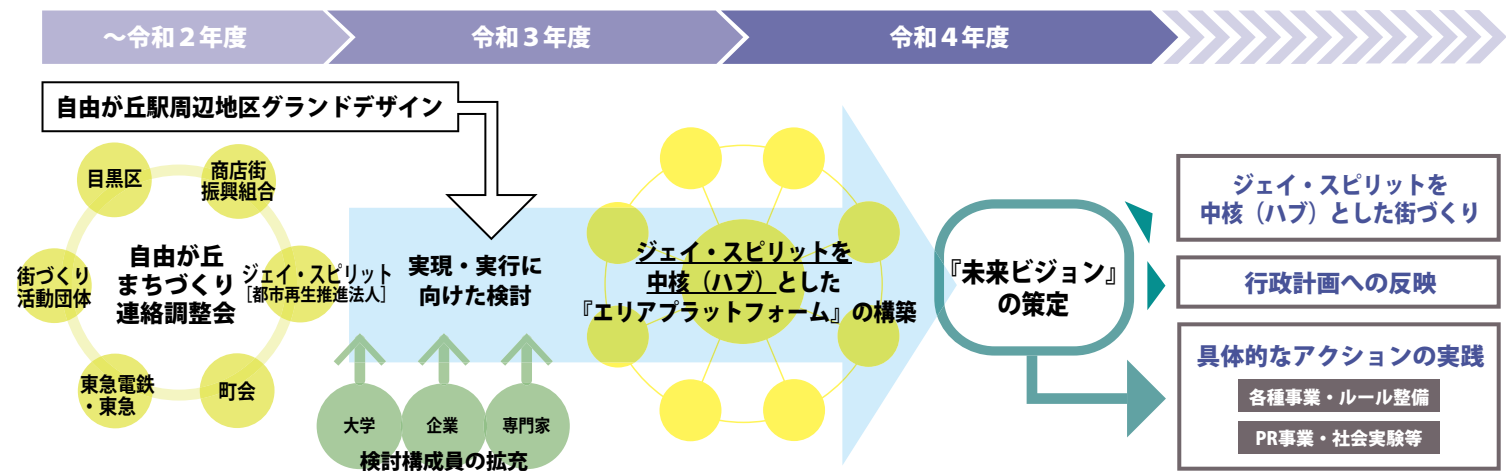 ～令和２年度
令和３年度
令和４年度
自由が丘駅周辺地区グランドデザイン
目黒区
商店街
振興組合
街づくり
活動団体
自由が丘
まちづくり
連絡調整会
ジェイ・スピリット
［都市再生推進法人］
東急電鉄
・東急
町会
実現・実行に
向けた検討
大学
企業
専門家
検討構成員の拡充
ジェイ・スピリットを
中核（ハブ）とした
『エリアプラットフォーム』の構築
『未来ビジョン』
の策定
ジェイ・スピリットを
中核（ハブ）とした街づくり
行政計画への反映
具体的なアクションの実践
各種事業・ルール整備
PR事業・社会実験等